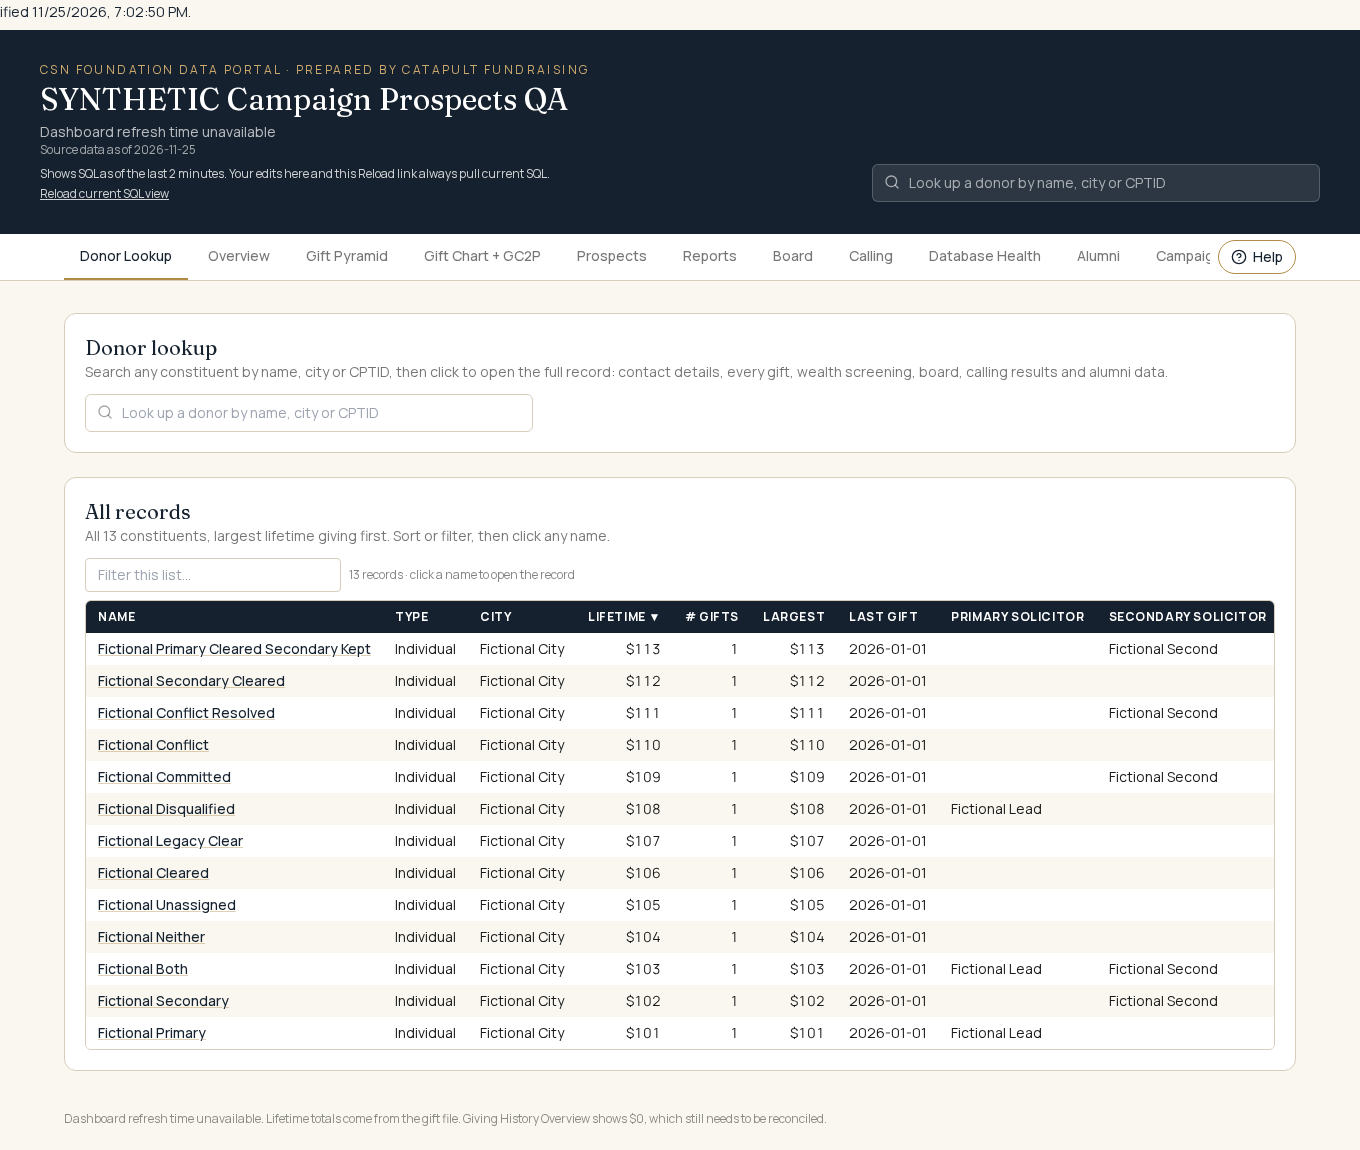 ified 11/25/2026, 7:02:50 PM.
CSN FOUNDATION DATA PORTAL · PREPARED BY CATAPULT FUNDRAISING
SYNTHETIC Campaign Prospects QA
Dashboard refresh time unavailable
Source data as of 2026-11-25
Shows SQL as of the last 2 minutes. Your edits here and this Reload link always pull current SQL.
Reload current SQL view
Look up a donor by name, city or CPTID
Donor Lookup Overview Gift Pyramid Gift Chart + GC2P Prospects Reports Board Calling Database Health Alumni Campaig Help
Donor lookup
Search any constituent by name, city or CPTID, then click to open the full record: contact details, every gift, wealth screening, board, calling results and alumni data.
Look up a donor by name, city or CPTID
All records
All 13 constituents, largest lifetime giving first. Sort or filter, then click any name.
Filter this list... 13 records · click a name to open the record
NAME TYPE CITY LIFETIME ▼ # GIFTS LARGEST LAST GIFT PRIMARY SOLICITOR SECONDARY SOLICITOR
Fictional Primary Cleared Secondary Kept Individual Fictional City $113 1 $113 2026-01-01 Fictional Second
Fictional Secondary Cleared Individual Fictional City $112 1 $112 2026-01-01
Fictional Conflict Resolved Individual Fictional City $111 1 $111 2026-01-01 Fictional Second
Fictional Conflict Individual Fictional City $110 1 $110 2026-01-01
Fictional Committed Individual Fictional City $109 1 $109 2026-01-01 Fictional Second
Fictional Disqualified Individual Fictional City $108 1 $108 2026-01-01 Fictional Lead
Fictional Legacy Clear Individual Fictional City $107 1 $107 2026-01-01
Fictional Cleared Individual Fictional City $106 1 $106 2026-01-01
Fictional Unassigned Individual Fictional City $105 1 $105 2026-01-01
Fictional Neither Individual Fictional City $104 1 $104 2026-01-01
Fictional Both Individual Fictional City $103 1 $103 2026-01-01 Fictional Lead Fictional Second
Fictional Secondary Individual Fictional City $102 1 $102 2026-01-01 Fictional Second
Fictional Primary Individual Fictional City $101 1 $101 2026-01-01 Fictional Lead
Dashboard refresh time unavailable. Lifetime totals come from the gift file. Giving History Overview shows $0, which still needs to be reconciled.